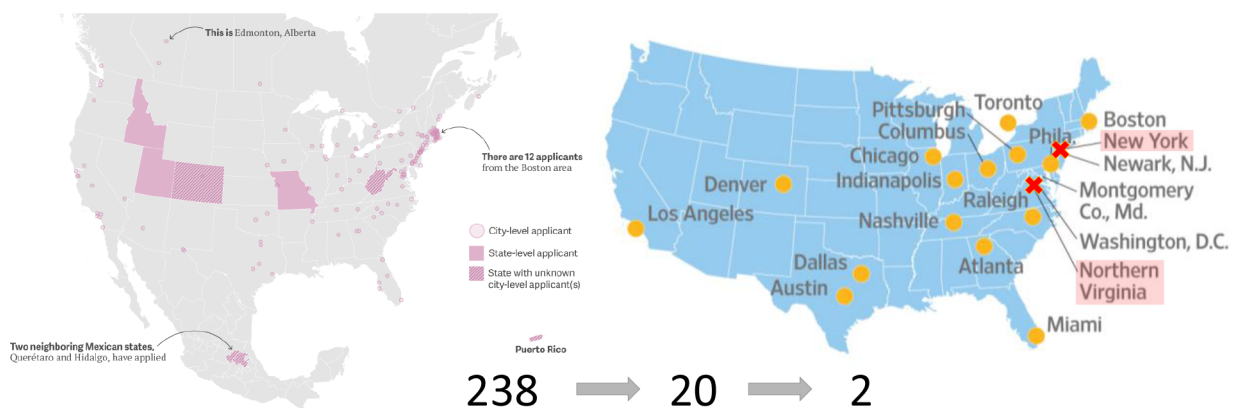 This is Edmonton, Alberta
There are 12 applicants
from the Boston area
City-level applicant
State-level applicant
State with unknown
city-level applicant(s)
Two neighboring Mexican states,
Querétaro and Hidalgo, have applied
Puerto Rico
Pittsburgh
Toronto
Columbus
Boston
Phila.
New York
Chicago
Newark, N.J.
Indianapolis
Denver
Montgomery
Co., Md.
Raleigh
Los Angeles
Nashville
Washington, D.C.
Atlanta
Dallas
Northern
Virginia
Austin
Miami
238
20
2